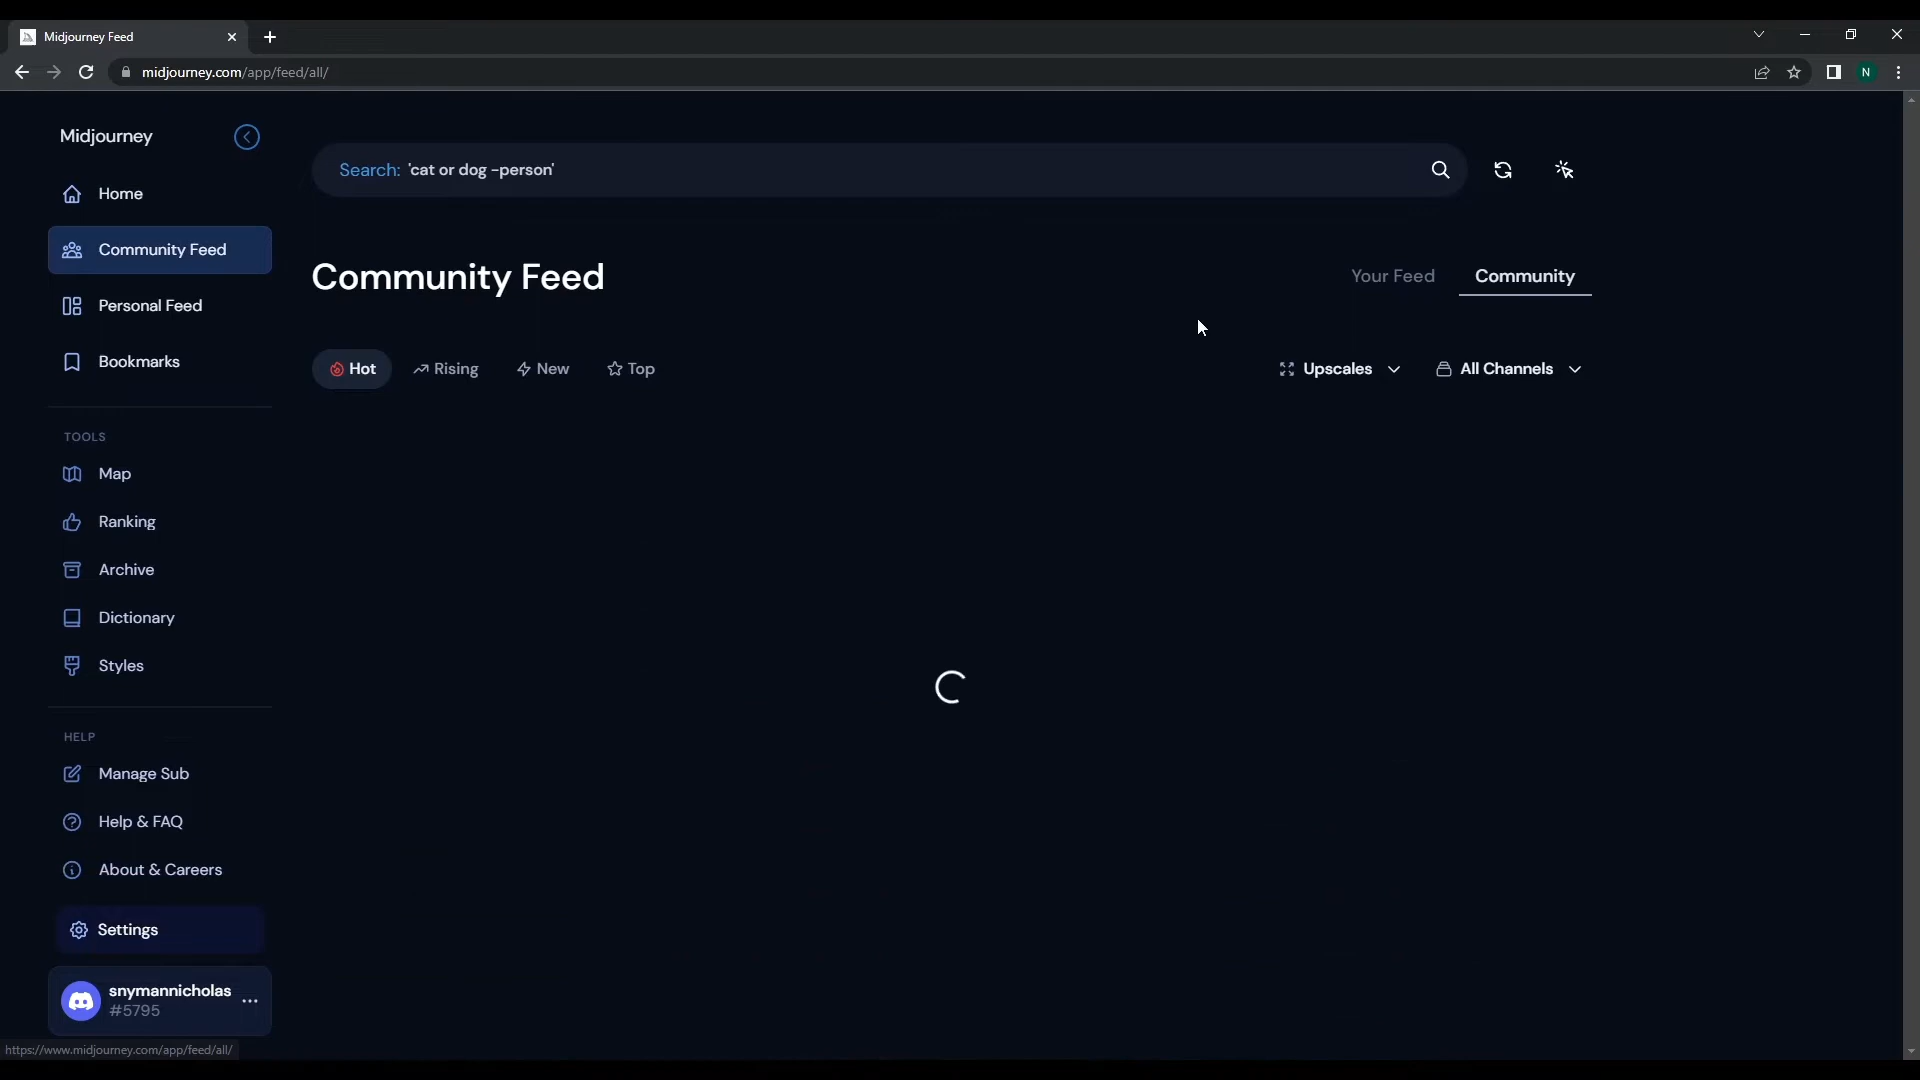 Midjourney Feed
midjourney.com/app/feed/all/
N
Midjourney
Home
Community Feed
Personal Feed
Bookmarks
TOOLS
Map
Ranking
Archive
Dictionary
Styles
HELP
Manage Sub
Help & FAQ
About & Careers
Settings
snymannicholas
#5795
Search: 'cat or dog -person'
Community Feed
Your Feed Community
Hot Rising New Top
Upscales All Channels
https://www.midjourney.com/app/feed/all/